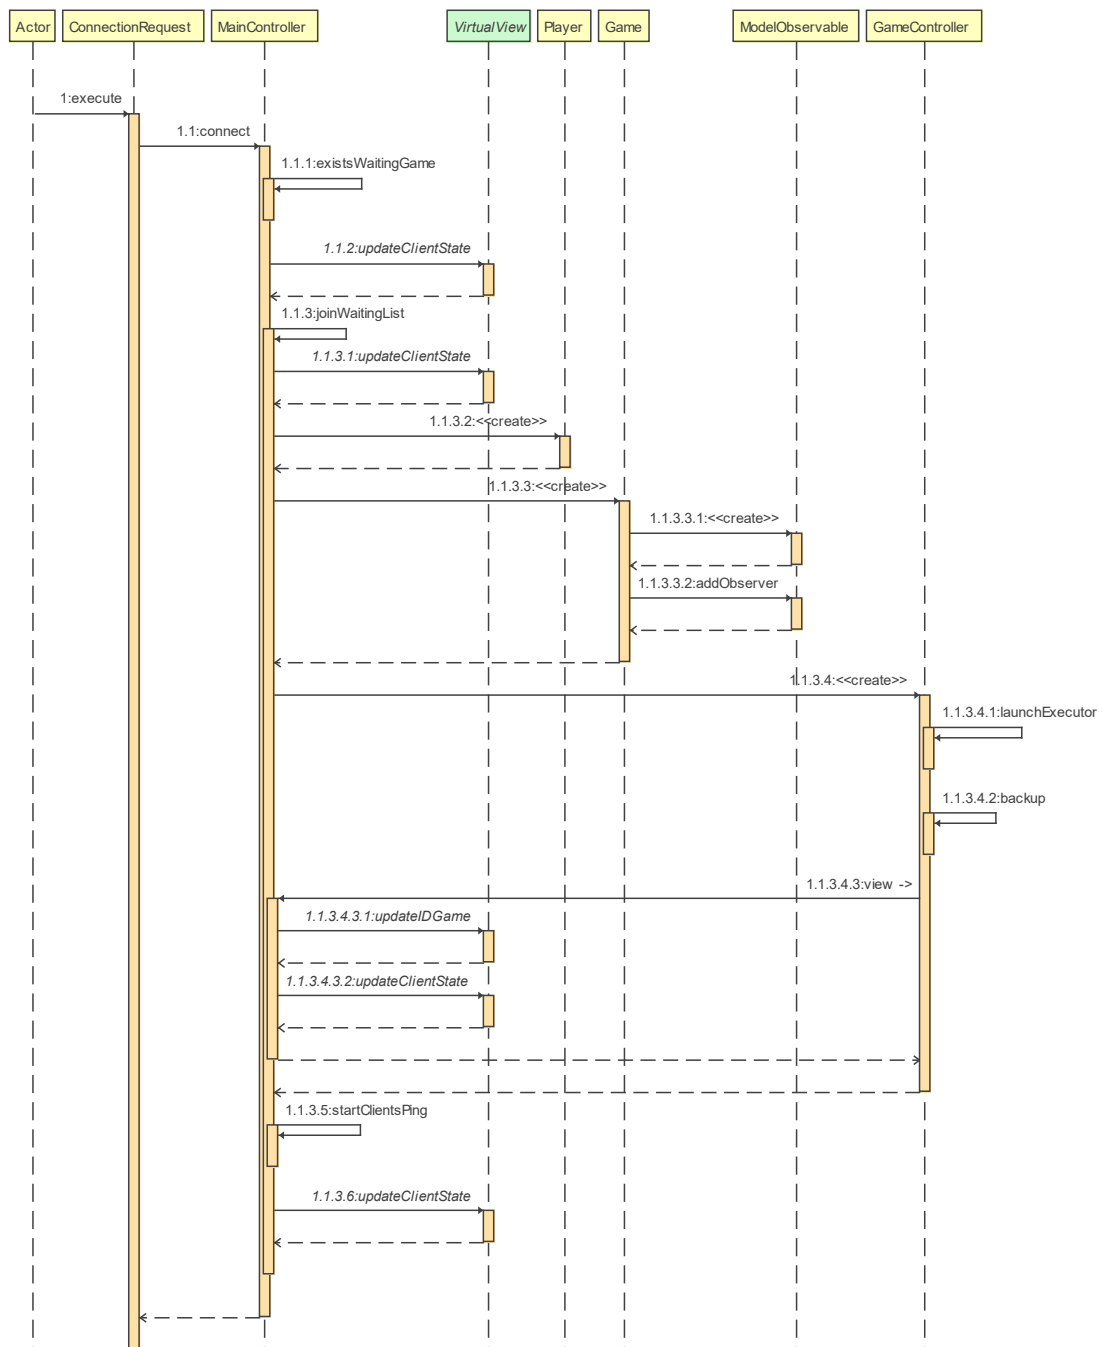 Actor
ConnectionRequest
MainController
VirtualView
Player
Game
ModelObservable
GameController
1:execute
1.1:connect
1.1.1:existsWaitingGame
1.1.2:updateClientState
1.1.3:joinWaitingList
1.1.3.1:updateClientState
1.1.3.2:<<create>>
1.1.3.3:<<create>>
1.1.3.3.1:<<create>>
1.1.3.3.2:addObserver
1.1.3.4:<<create>>
1.1.3.4.1:launchExecutor
1.1.3.4.2:backup
1.1.3.4.3:view ->
1.1.3.4.3.1:updateIDGame
1.1.3.4.3.2:updateClientState
1.1.3.5:startClientsPing
1.1.3.6:updateClientState